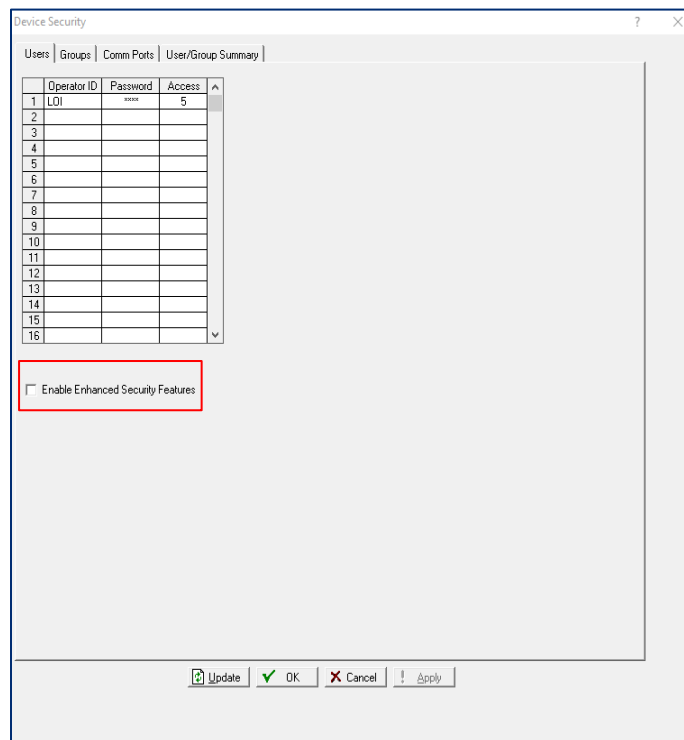 Device Security ?
Users Groups Comm Ports User/Group Summary
Operator ID Password Access
1 LOI **** 5
2
3
4
5
6
7
8
9
10
11
12
13
14
15
16
Enable Enhanced Security Features
Update OK Cancel ! Apply